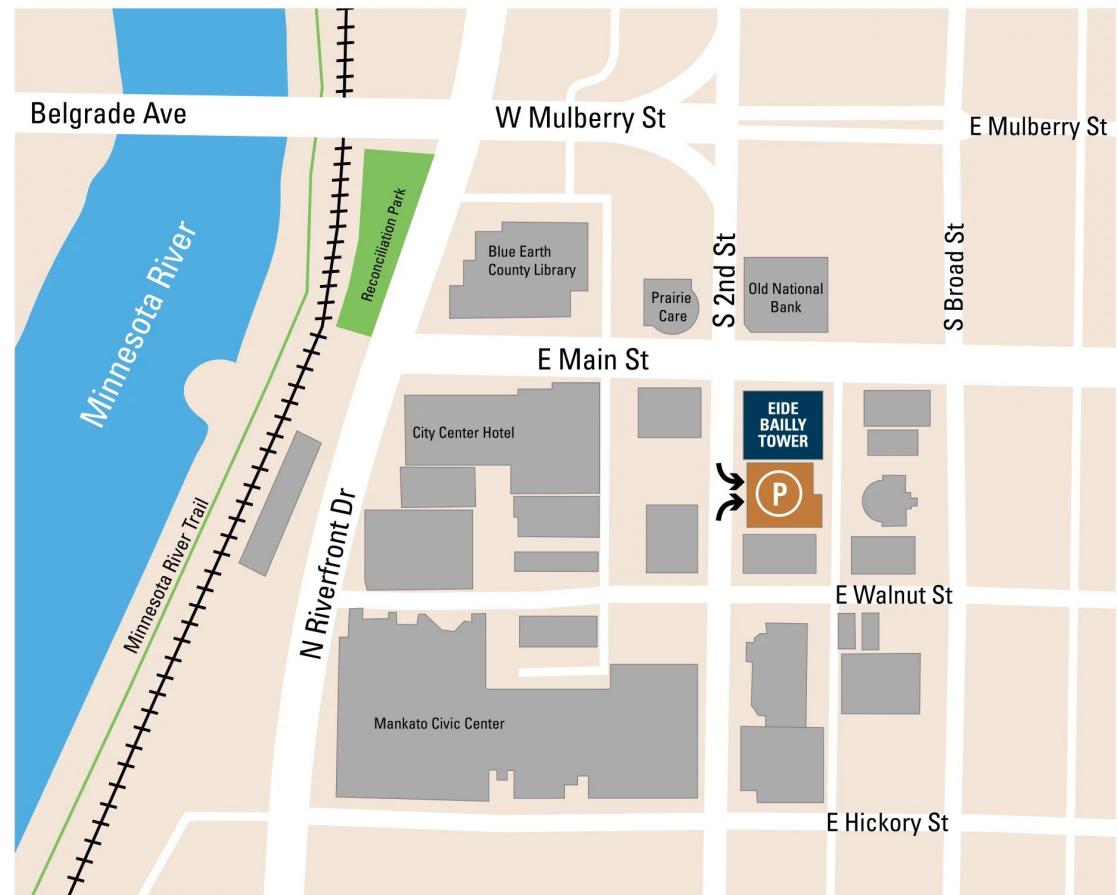 Belgrade Ave
W Mulberry St
E Mulberry St
Reconciliation Park
Minnesota River
Blue Earth
County Library
Prairie
Care
S 2nd St
Old National
Bank
S Broad St
E Main St
City Center Hotel
EIDE
BAILLY
TOWER
P
Minnesota River Trail
N Riverfront Dr
E Walnut St
Mankato Civic Center
E Hickory St